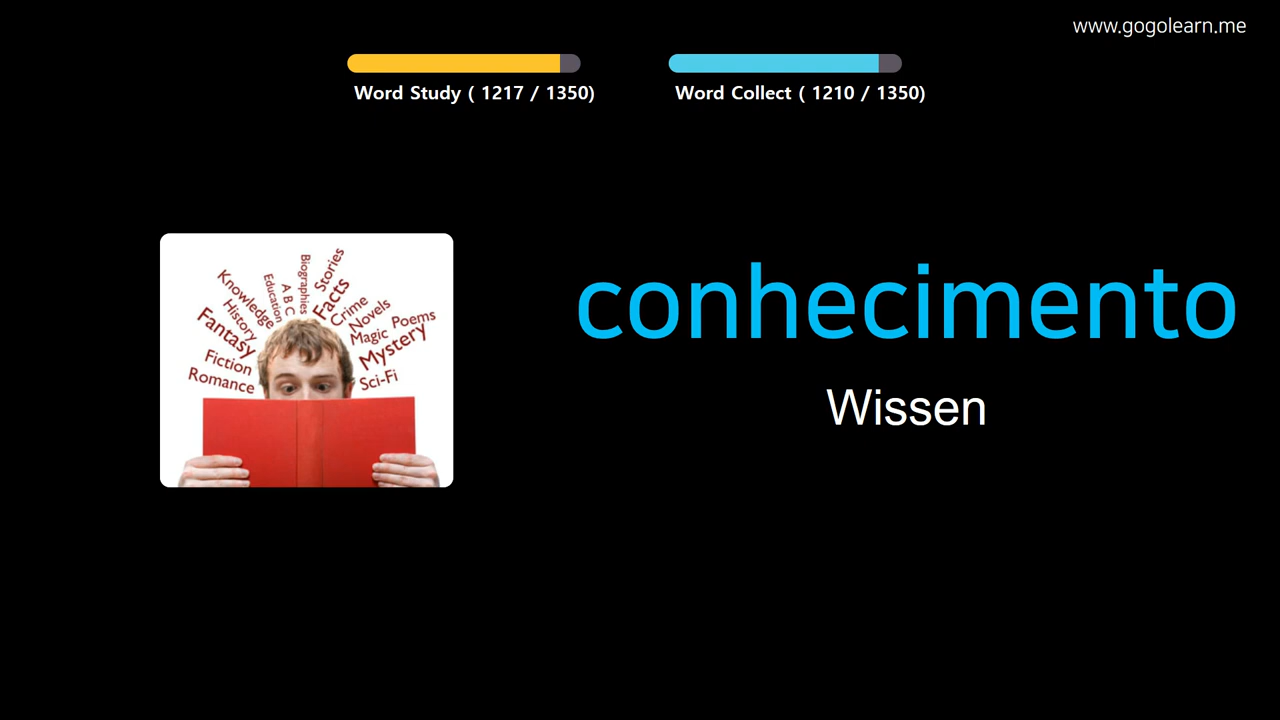 www.gogolearn.me
Word Study ( 1217 / 1350)
Word Collect ( 1210 / 1350)
Stories
Biographies
Facts
A B C
Education
Knowledge
Crime
History
Novels
Fantasy
Magic
Poems
Mystery
Fiction
Romance
Sci-Fi
conhecimento
Wissen